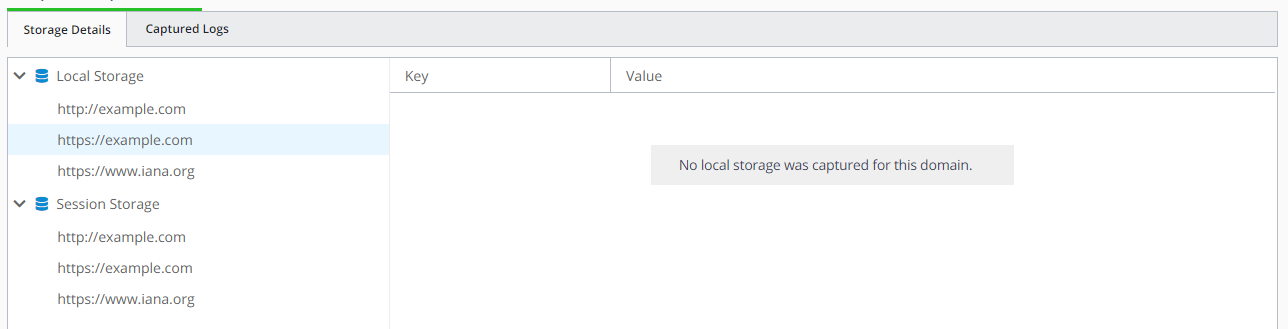 Storage Details
Captured Logs
Local Storage
Key
Value
http://example.com
https://example.com
https://www.iana.org
No local storage was captured for this domain.
Session Storage
http://example.com
https://example.com
https://www.iana.org